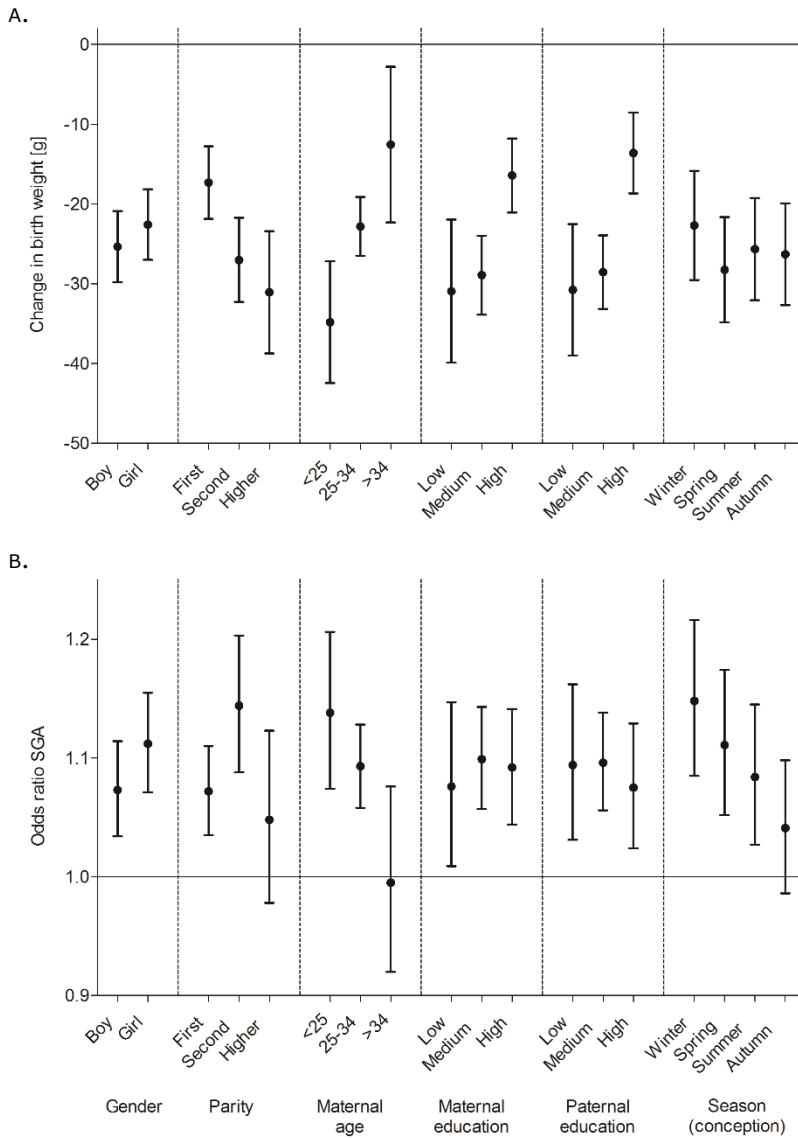 A.
0
-10
-20
-30
-40
-50
Change in birth weight [g]
Boy
Girl
First
Second
Higher
<25
25-34
>34
Low
Medium
High
Low
Medium
High
Winter
Spring
Summer
Autumn
B.
1.2
1.1
1.0
0.9
Odds ratio SGA
Boy
Girl
First
Second
Higher
<25
25-34
>34
Low
Medium
High
Low
Medium
High
Winter
Spring
Summer
Autumn
Gender
Parity
Maternal
age
Maternal
education
Paternal
education
Season
(conception)